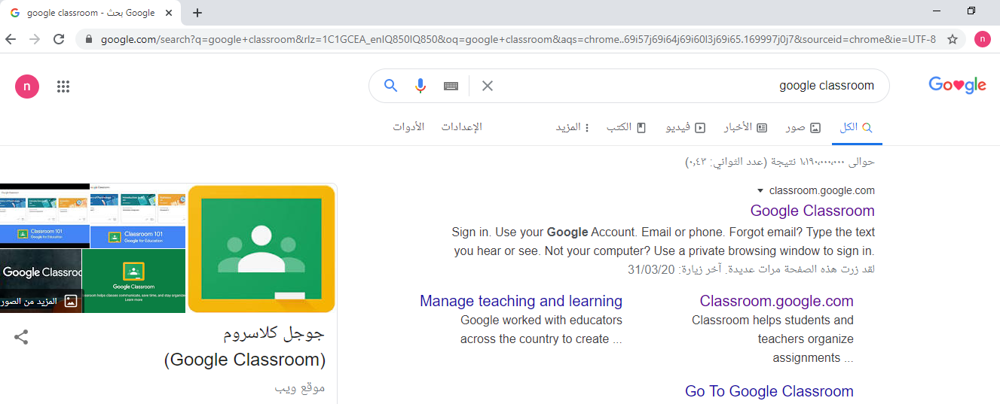 google classroom - بحث Google
google.com/search?q=google+classroom&rlz=1C1GCEA_enIQ850IQ850&oq=google+classroom&aqs=chrome..69i57j69i64j69i60l3j69i65.169997j0j7&sourceid=chrome&ie=UTF-8
n
n
google classroom
Google
الكل
صور
الأخبار
فيديو
الكتب
المزيد
الإعدادات
الأدوات
حوالى ١،١٩٠،٠٠٠،٠٠٠ نتيجة (عدد الثواني: ٠,٤٣)
classroom.google.com
Google Classroom
Sign in. Use your Google Account. Email or phone. Forgot email? Type the text
you hear or see. Not your computer? Use a private browsing window to sign in.
لقد زرت هذه الصفحة مرات عديدة. آخر زيارة: 31/03/20
Classroom.google.com
Classroom helps students and
teachers organize
assignments ...
Manage teaching and learning
Google worked with educators
across the country to create ...
Go To Google Classroom
Classroom 101
Google for Education
Classroom 101
Google for Education
Google Classroom
Google Classroom
المزيد من الصور
جوجل كلاسروم
(Google Classroom)
موقع ويب